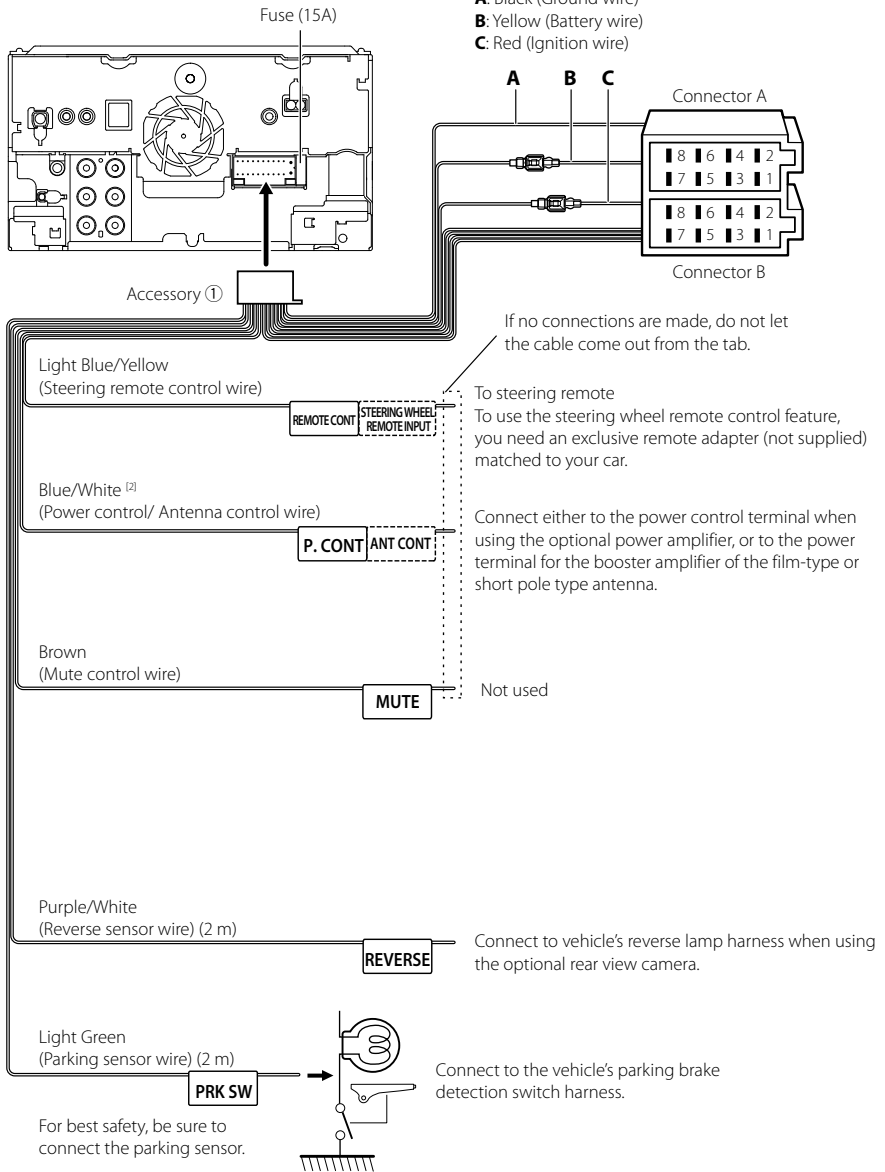 A: Black (Ground wire)
B: Yellow (Battery wire)
C: Red (Ignition wire)
Fuse (15A)
A B C
Connector A
8 6 4 2
7 5 3 1
8 6 4 2
7 5 3 1
Connector B
Accessory ①
If no connections are made, do not let
the cable come out from the tab.
Light Blue/Yellow
(Steering remote control wire)
REMOTE CONT
STEERING WHEEL
REMOTE INPUT
To steering remote
To use the steering wheel remote control feature,
you need an exclusive remote adapter (not supplied)
matched to your car.
Blue/White [2]
(Power control/ Antenna control wire)
P. CONT
ANT CONT
Connect either to the power control terminal when
using the optional power amplifier, or to the power
terminal for the booster amplifier of the film-type or
short pole type antenna.
Brown
(Mute control wire)
MUTE
Not used
Purple/White
(Reverse sensor wire) (2 m)
REVERSE
Connect to vehicle's reverse lamp harness when using
the optional rear view camera.
Light Green
(Parking sensor wire) (2 m)
PRK SW
Connect to the vehicle's parking brake
detection switch harness.
For best safety, be sure to
connect the parking sensor.